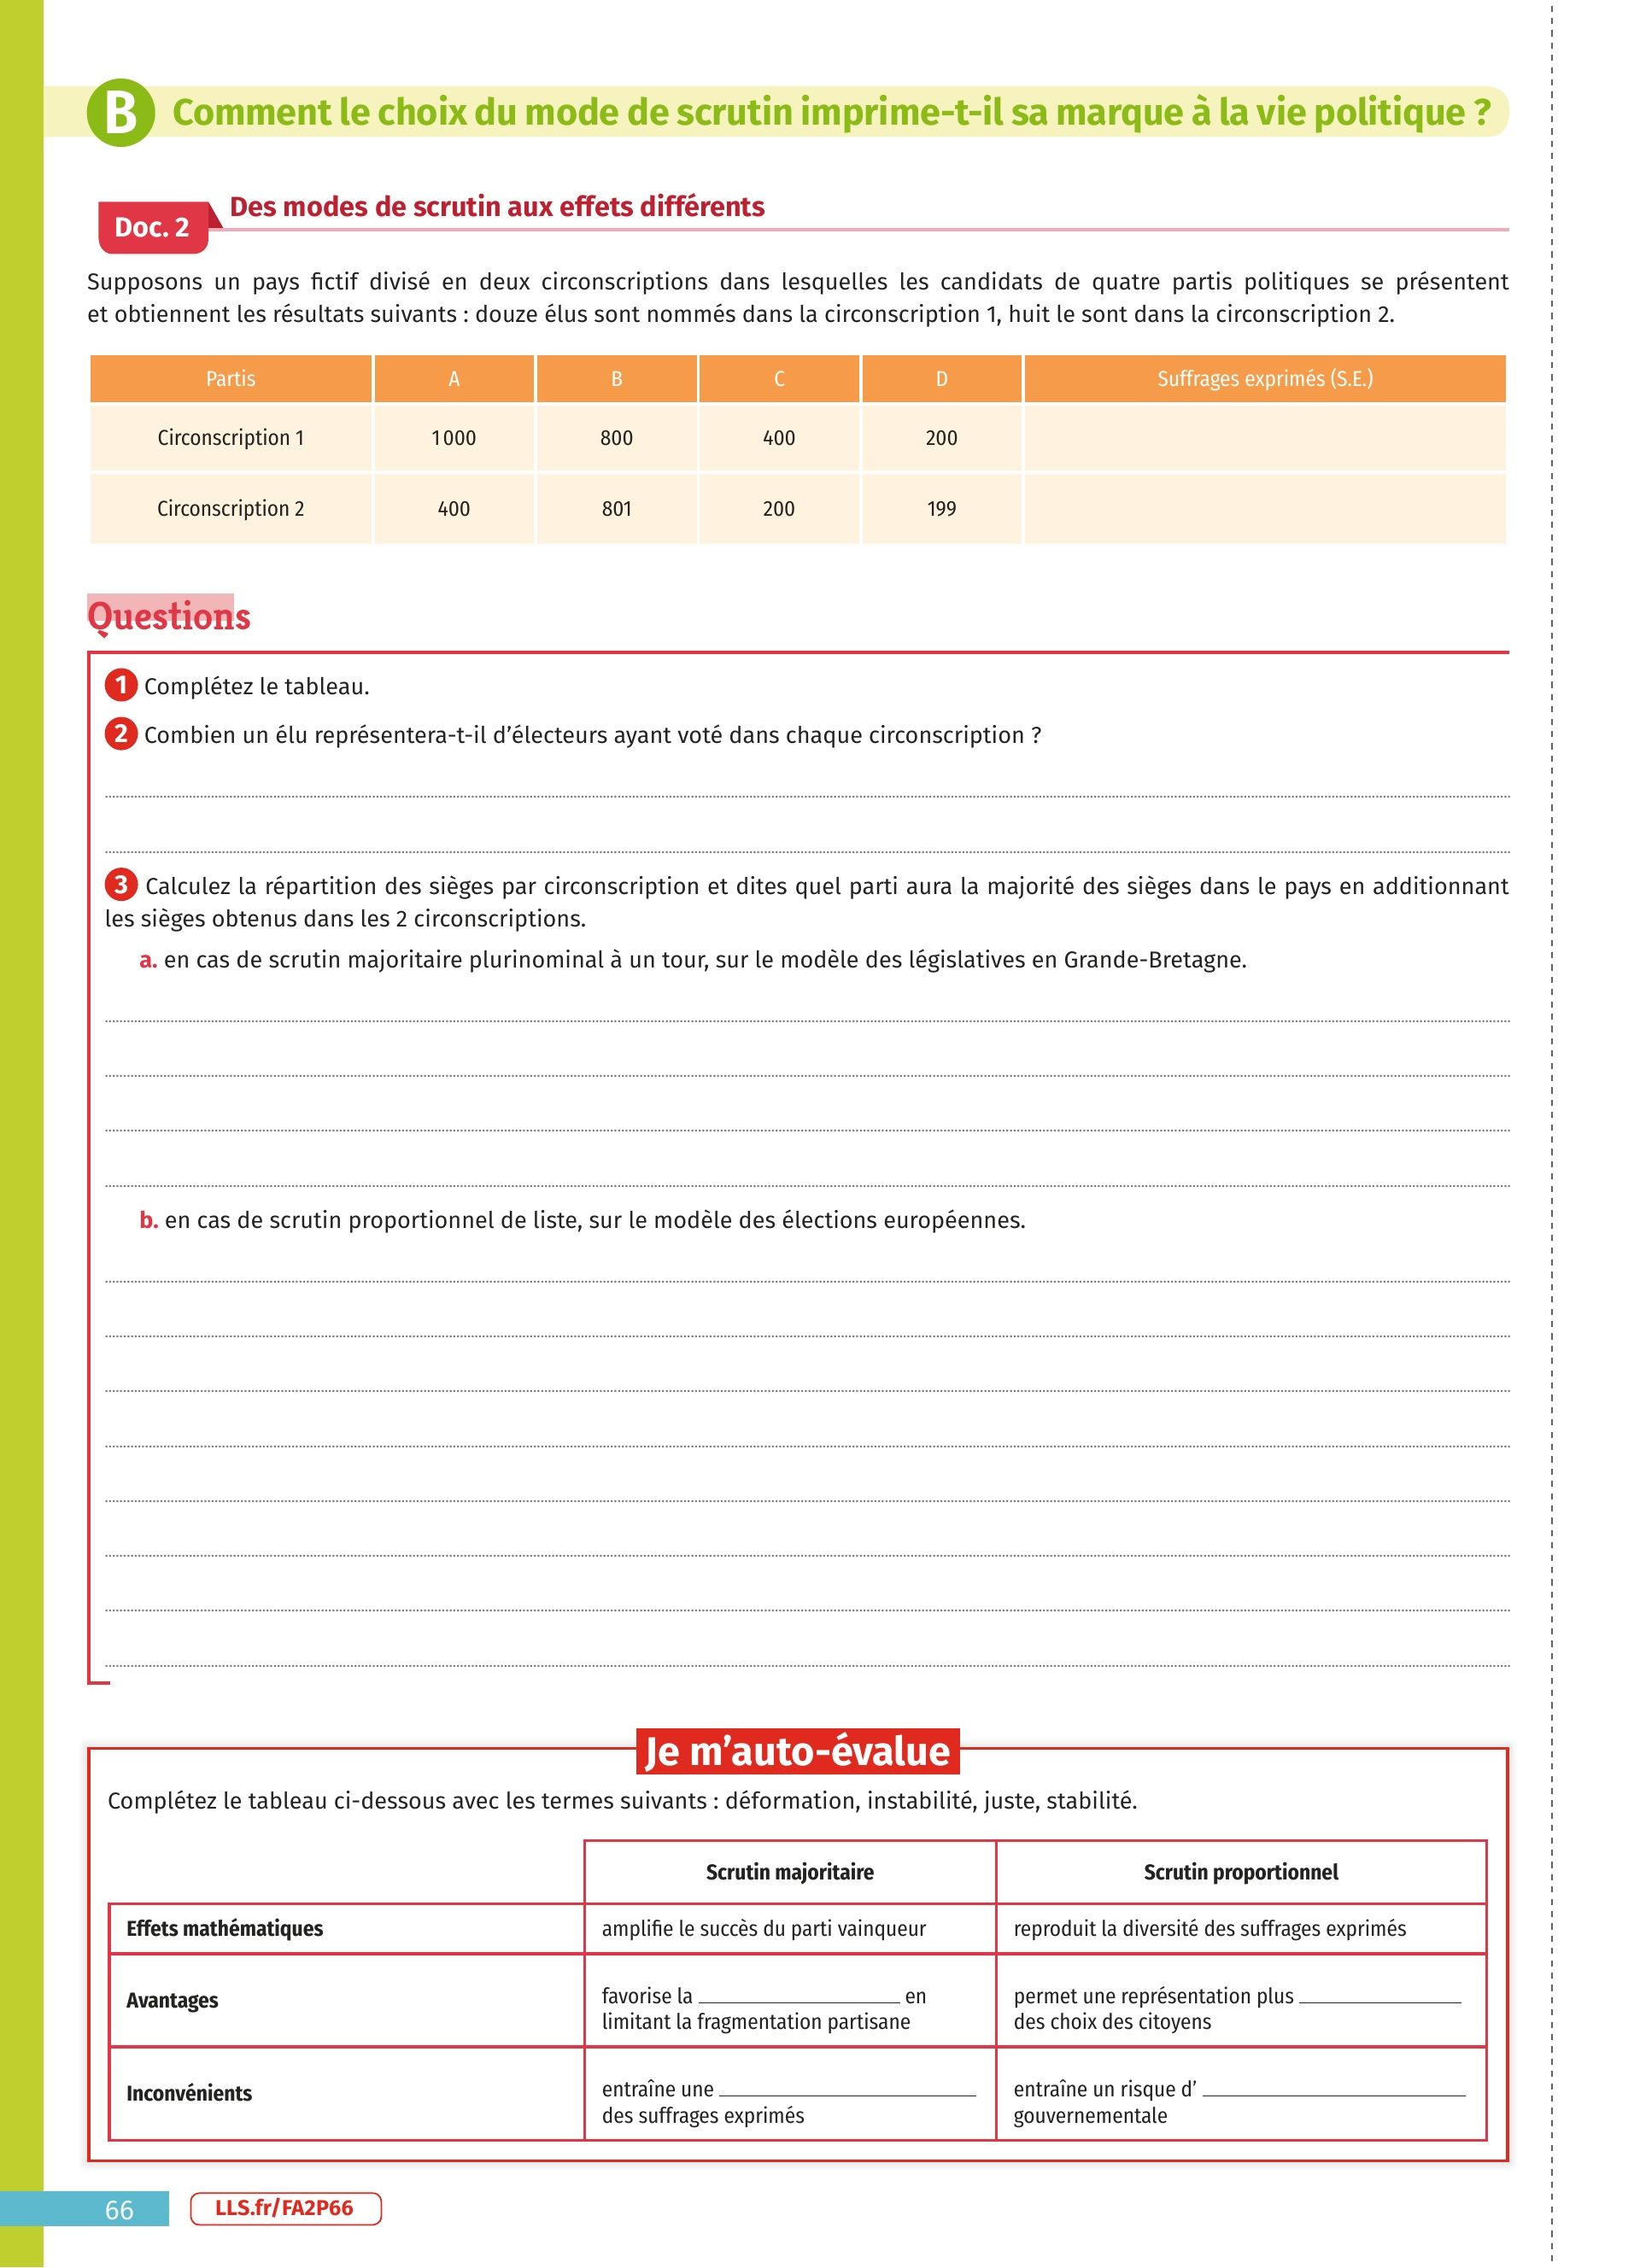 B Comment le choix du mode de scrutin imprime-t-il sa marque à la vie politique ?
Doc. 2 Des modes de scrutin aux effets différents
Supposons un pays fictif divisé en deux circonscriptions dans lesquelles les candidats de quatre partis politiques se présentent
et obtiennent les résultats suivants : douze élus sont nommés dans la circonscription 1, huit le sont dans la circonscription 2.
Partis A B C D Suffrages exprimés (S.E.)
Circonscription 1 1 000 800 400 200
Circonscription 2 400 801 200 199
Questions
1 Complétez le tableau.
2 Combien un élu représentera-t-il d’électeurs ayant voté dans chaque circonscription ?
3 Calculez la répartition des sièges par circonscription et dites quel parti aura la majorité des sièges dans le pays en additionnant
les sièges obtenus dans les 2 circonscriptions.
a. en cas de scrutin majoritaire plurinominal à un tour, sur le modèle des législatives en Grande-Bretagne.
b. en cas de scrutin proportionnel de liste, sur le modèle des élections européennes.
Je m’auto-évalue
Complétez le tableau ci-dessous avec les termes suivants : déformation, instabilité, juste, stabilité.
Scrutin majoritaire Scrutin proportionnel
Effets mathématiques amplifie le succès du parti vainqueur reproduit la diversité des suffrages exprimés
Avantages
favorise la en
limitant la fragmentation partisane
permet une représentation plus
des choix des citoyens
Inconvénients
entraîne une
des suffrages exprimés
entraîne un risque d’
gouvernementale
66 LLS.fr/FA2P66